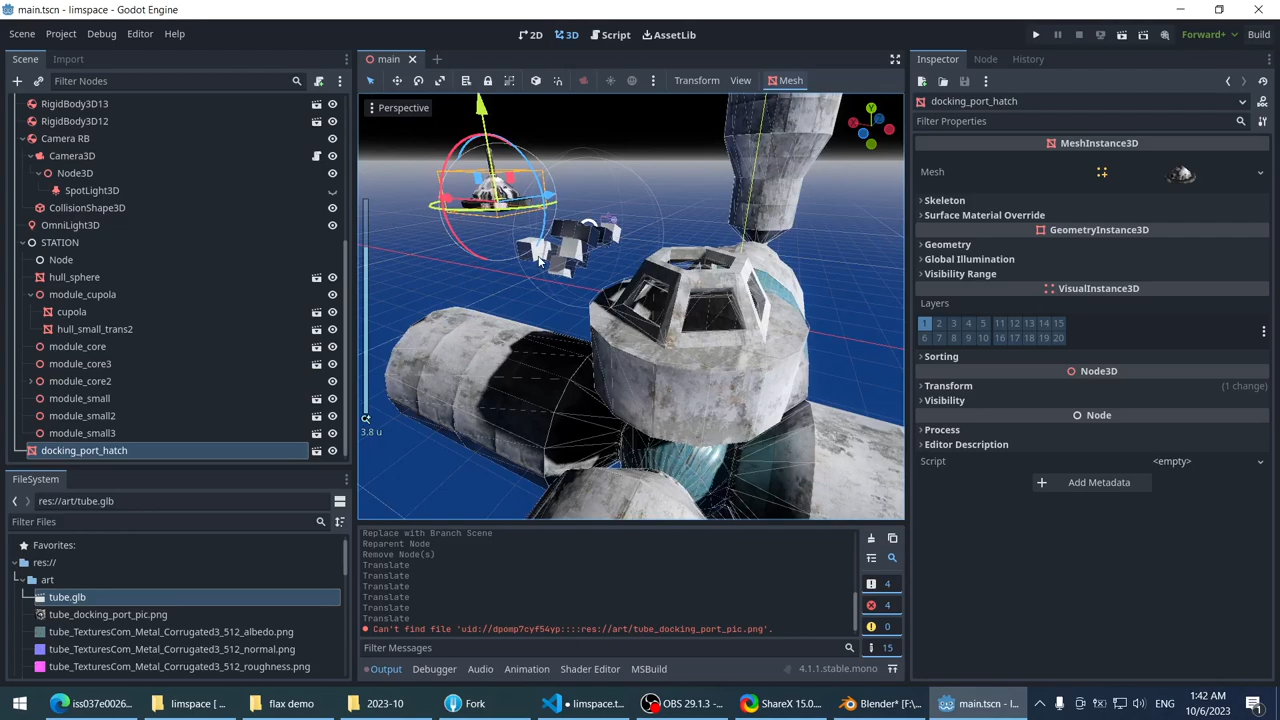 main.tscn - limspace - Godot Engine
Scene Project Debug Editor Help
2D 3D Script AssetLib
Forward+ Build
Scene Import
Filter Nodes
RigidBody3D13
RigidBody3D12
Camera RB
Camera3D
Node3D
SpotLight3D
CollisionShape3D
OmniLight3D
STATION
Node
hull_sphere
module_cupola
cupola
hull_small_trans2
module_core
module_core3
module_core2
module_small
module_small2
module_small3
docking_port_hatch
FileSystem
res://art/tube.glb
Filter Files
Favorites:
res://
art
tube.glb
tube_docking_port_pic.png
tube_TexturesCom_Metal_Corrugated3_512_albedo.png
tube_TexturesCom_Metal_Corrugated3_512_normal.png
tube_TexturesCom_Metal_Corrugated3_512_roughness.png
main
Transform View Mesh
Perspective
Y
X
Z
3.8 u
Replace with Branch Scene
Reparent Node
Remove Node(s)
Translate
Translate
Translate
Translate
Translate
Translate
Can't find file 'uid://dpomp7cyf54yp::::res://art/tube_docking_port_pic.png'.
Filter Messages
4
4
0
15
Output Debugger Audio Animation Shader Editor MSBuild
4.1.1.stable.mono
Inspector Node History
docking_port_hatch
Filter Properties
MeshInstance3D
Mesh
Skeleton
Surface Material Override
GeometryInstance3D
Geometry
Global Illumination
Visibility Range
VisualInstance3D
Layers
1 2 3 4 5 11 12 13 14 15
6 7 8 9 10 16 17 18 19 20
Sorting
Node3D
Transform (1 change)
Visibility
Node
Process
Editor Description
Script <empty>
Add Metadata
iss037e0026...
limspace [ ...
flax demo
2023-10
Fork
● limspace.t...
OBS 29.1.3 - ...
ShareX 15.0...
Blender* [F:\...
main.tscn - l...
ENG
1:42 AM
10/6/2023